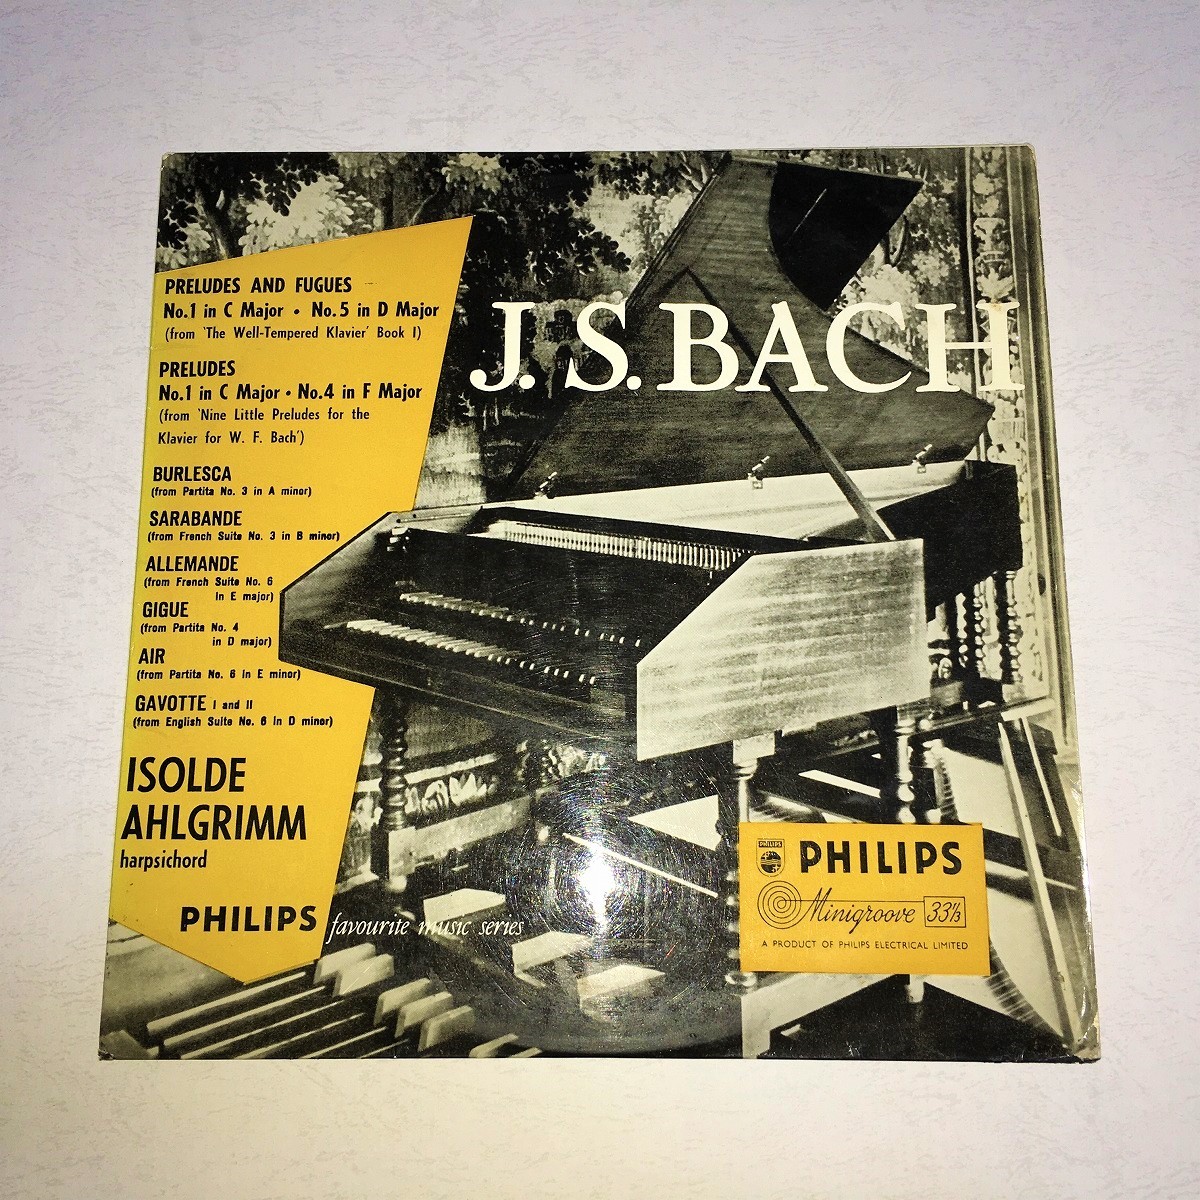 PRELUDES AND FUGUES
No.1 in C Major • No.5 in D Major
(from 'The Well-Tempered Klavier' Book I)
PRELUDES
No.1 in C Major • No.4 in F Major
(from 'Nine Little Preludes for the
Klavier for W. F. Bach')
BURLESCA
(from Partita No. 3 in A minor)
SARABANDE
(from French Suite No. 3 in B minor)
ALLEMANDE
(from French Suite No. 6
in E major)
GIGUE
(from Partita No. 4
in D major)
AIR
(from Partita No. 6 in E minor)
GAVOTTE I and II
(from English Suite No. 6 in D minor)
ISOLDE
AHLGRIMM
harpsichord
PHILIPS favourite music series
J. S. BACH
PHILIPS
PHILIPS
Minigroove 33⅓
A PRODUCT OF PHILIPS ELECTRICAL LIMITED